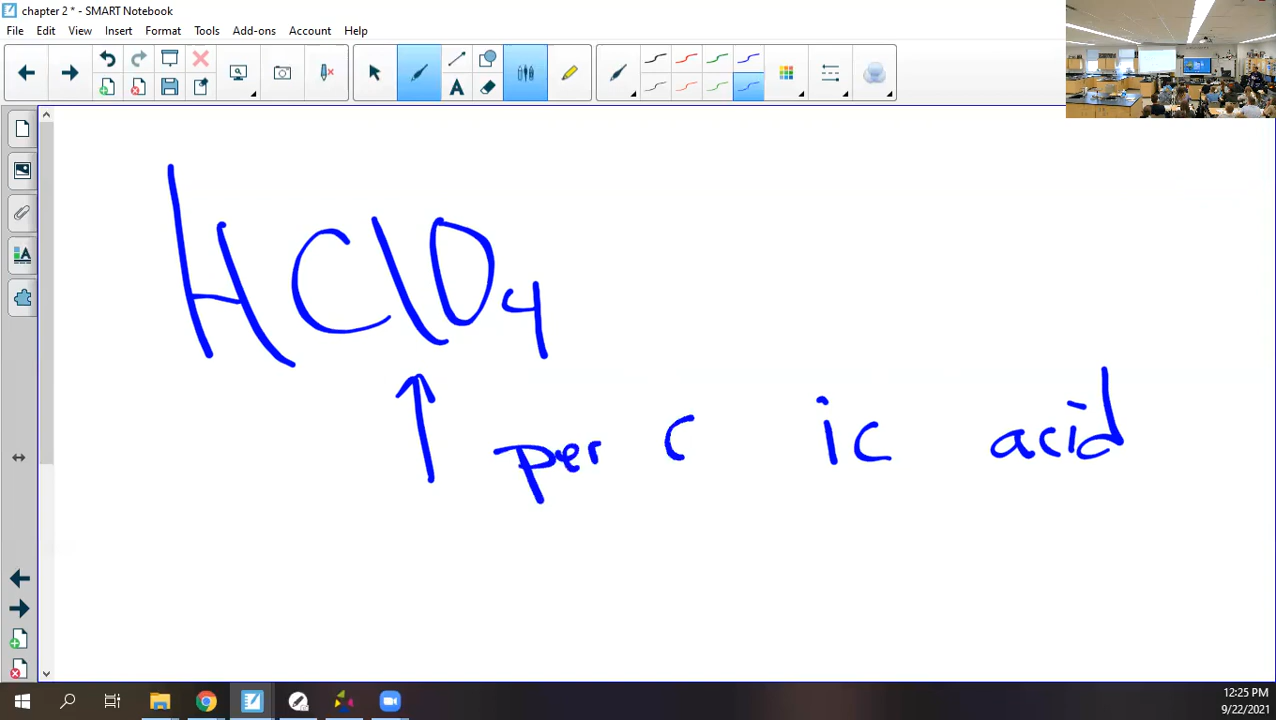 chapter 2 * - SMART Notebook
File Edit View Insert Format Tools Add-ons Account Help
A
HClO₄
per c ic acid
12:25 PM
9/22/2021